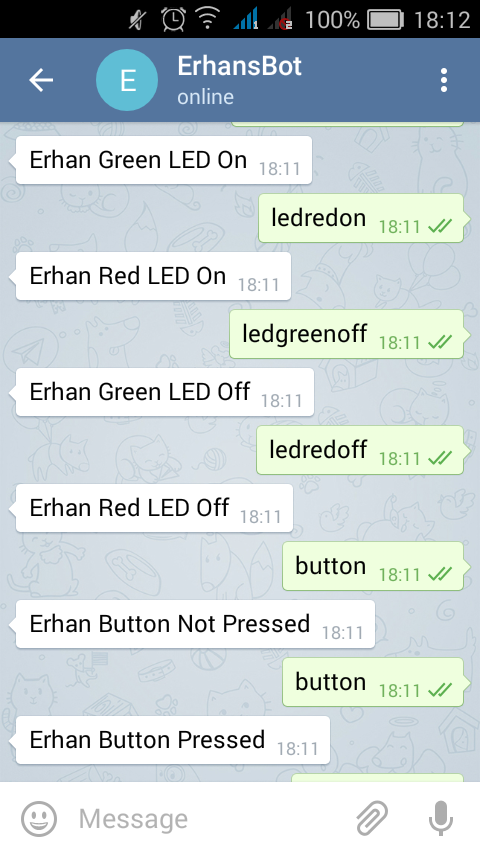 100% 18:12
E
ErhansBot
online
Erhan Green LED On 18:11
ledredon 18:11
Erhan Red LED On 18:11
ledgreenoff 18:11
Erhan Green LED Off 18:11
ledredoff 18:11
Erhan Red LED Off 18:11
button 18:11
Erhan Button Not Pressed 18:11
button 18:11
Erhan Button Pressed 18:11
Message